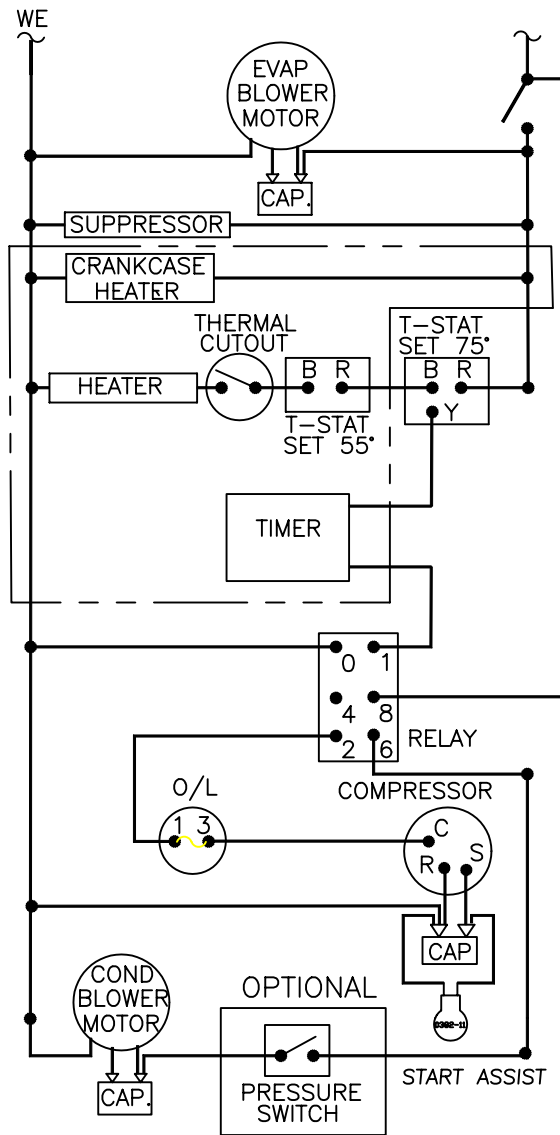 WE
EVAP
BLOWER
MOTOR
CAP.
SUPPRESSOR
CRANKCASE
HEATER
THERMAL
CUTOUT
T-STAT
SET 75°
HEATER
B R
B R
Y
T-STAT
SET 55°
TIMER
0 1
4 8
2 6
RELAY
COMPRESSOR
O/L
1 3
C
R S
CAP
COND
BLOWER
MOTOR
CAP.
OPTIONAL
PRESSURE
SWITCH
START ASSIST